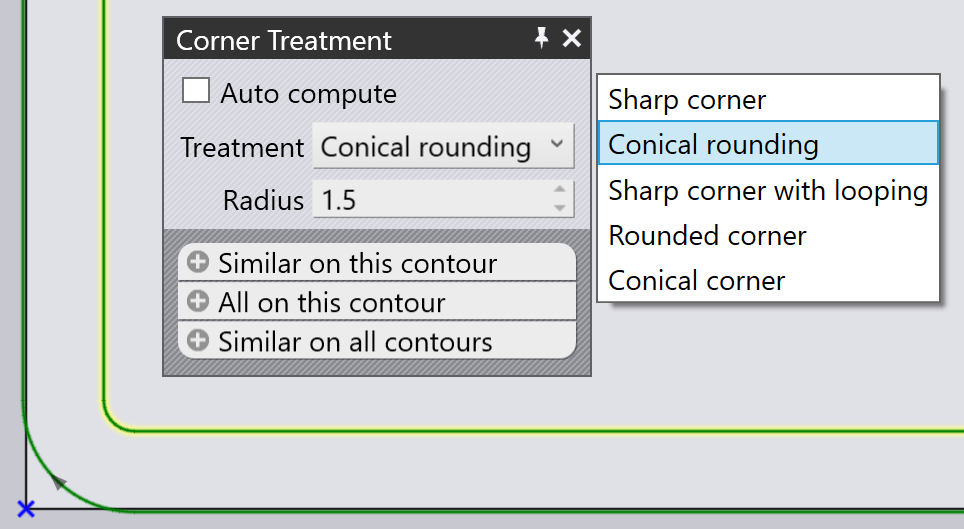 Corner Treatment
Auto compute
Treatment Conical rounding
Radius 1.5
Similar on this contour
All on this contour
Similar on all contours
Sharp corner
Conical rounding
Sharp corner with looping
Rounded corner
Conical corner